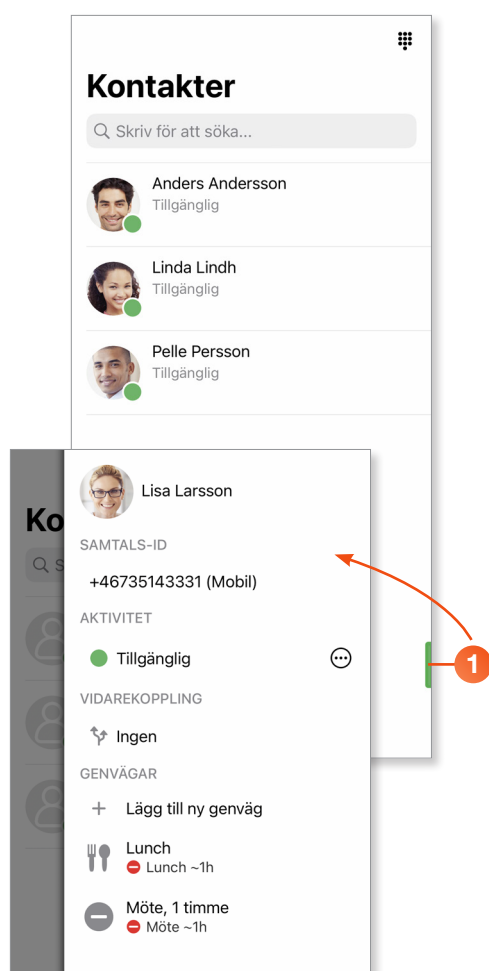 Kontakter
Skriv för att söka...
Anders Andersson
Tillgänglig
Linda Lindh
Tillgänglig
Pelle Persson
Tillgänglig
Ko
S
Lisa Larsson
SAMTALS-ID
+46735143331 (Mobil)
AKTIVITET
Tillgänglig
1
VIDAREKOPPLING
Ingen
GENVÄGAR
+ Lägg till ny genväg
Lunch
Lunch ~1h
Möte, 1 timme
Möte ~1h